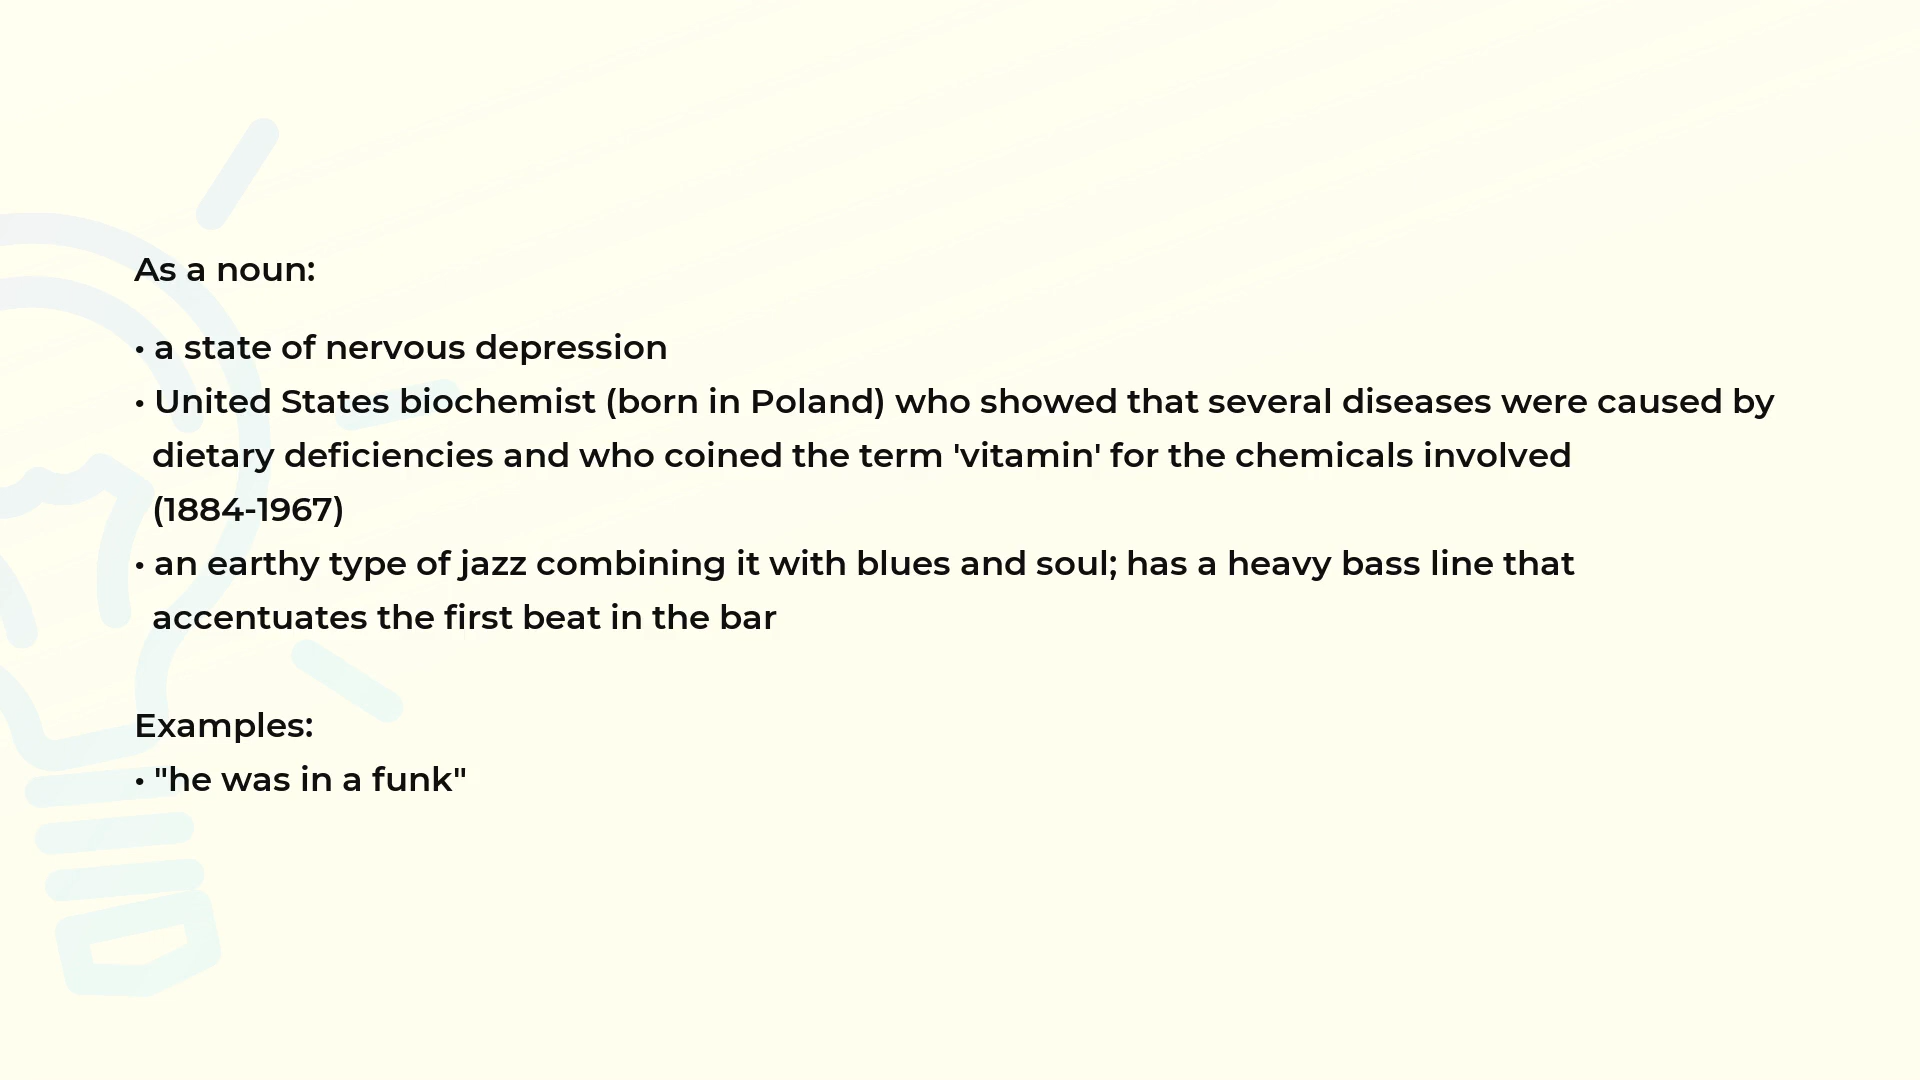 As a noun:
• a state of nervous depression
• United States biochemist (born in Poland) who showed that several diseases were caused by
dietary deficiencies and who coined the term 'vitamin' for the chemicals involved
(1884-1967)
• an earthy type of jazz combining it with blues and soul; has a heavy bass line that
accentuates the first beat in the bar
Examples:
• "he was in a funk"